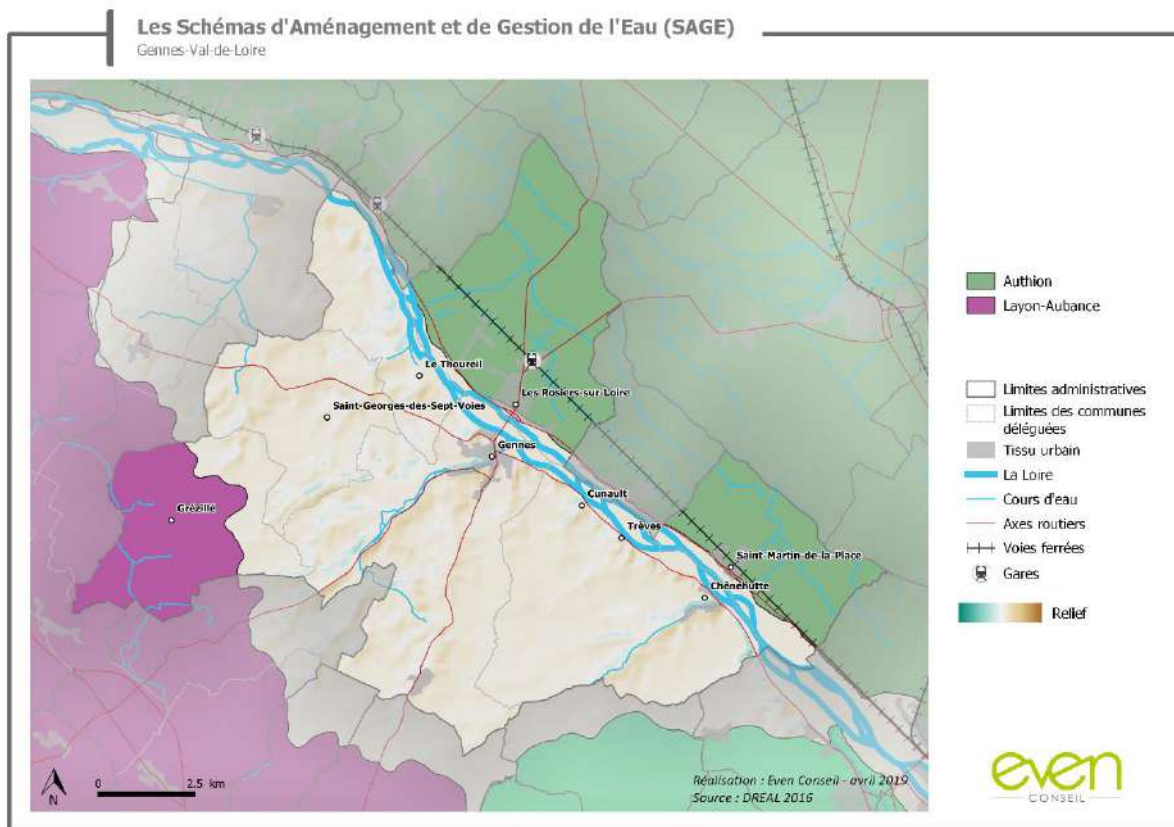 Les Schémas d'Aménagement et de Gestion de l'Eau (SAGE)
Gennes-Val-de-Loire
Authion
Layon-Aubance
Limites administratives
Limites des communes
déléguées
Tissu urbain
La Loire
Cours d'eau
Axes routiers
Voies ferrées
Gares
Relief
Le Thoureil
Les Rosiers-sur-Loire
Saint-Georges-des-Sept-Voies
Gennes
Cunault
Grézillé
Trèves
Saint-Martin-de-la-Place
Chênehutte
N
0 2.5 km
Réalisation : Even Conseil - avril 2019
Source : DREAL 2016
even
CONSEIL